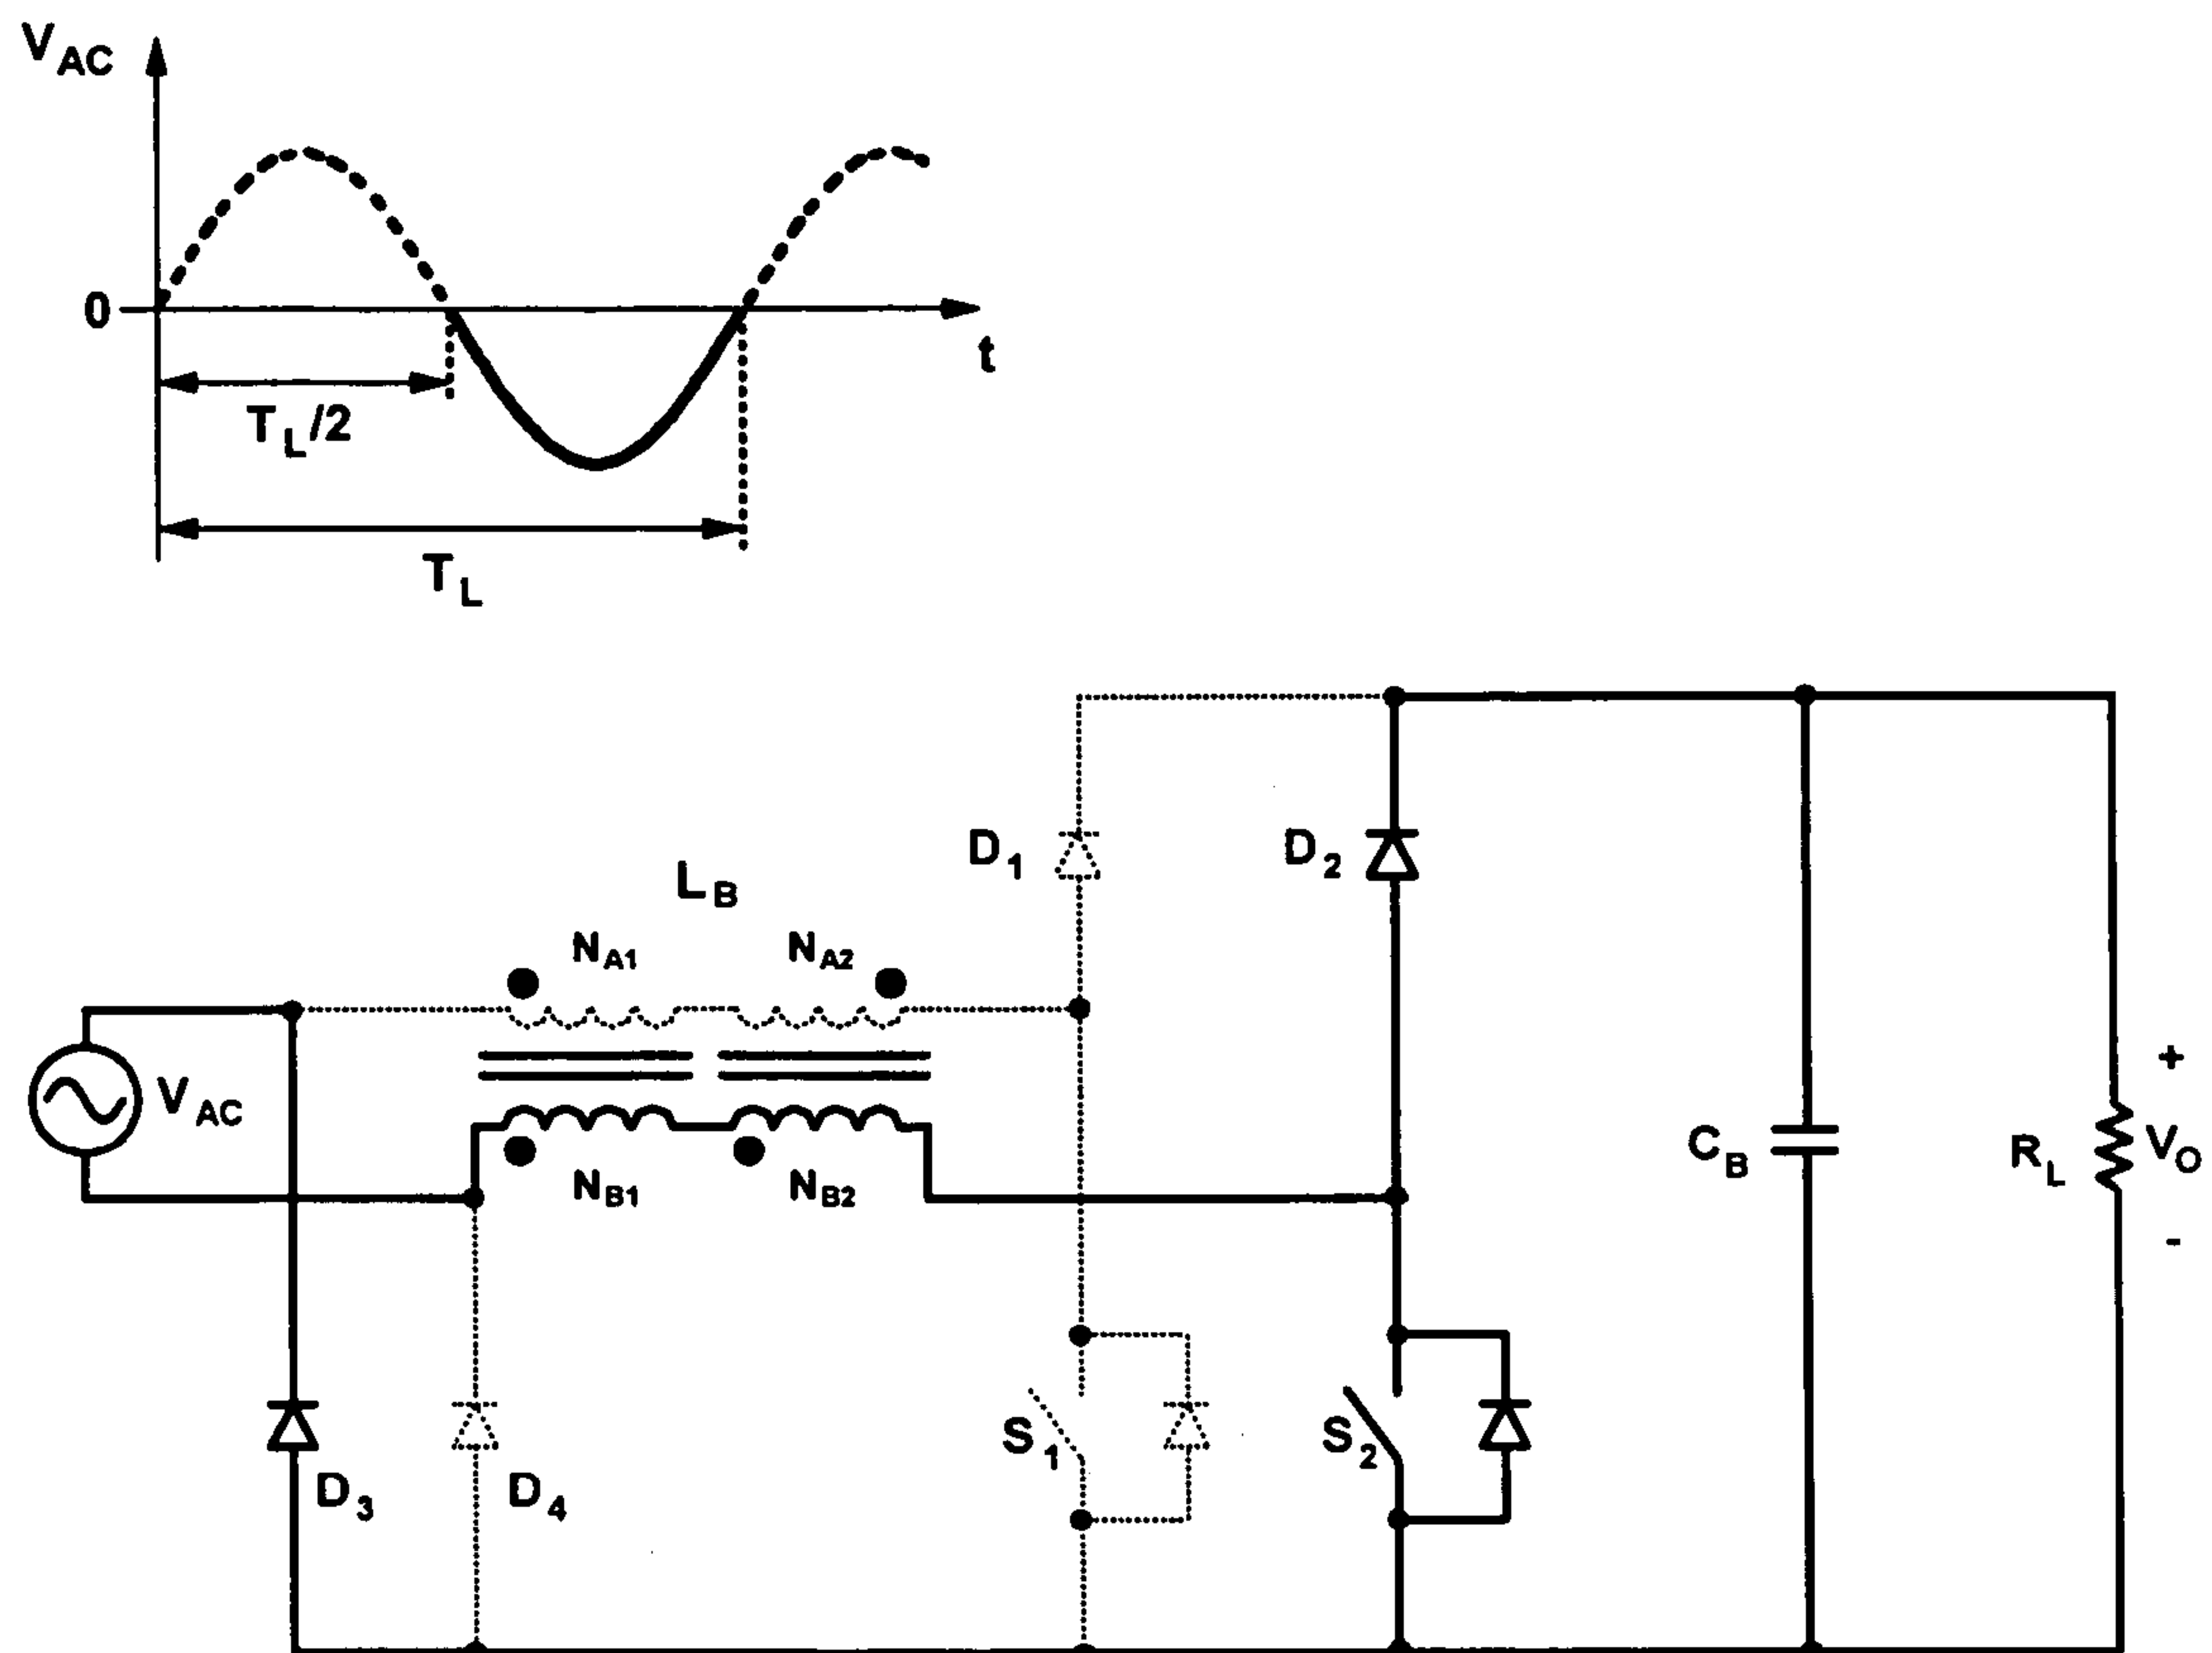 V_AC
0
t
T_L/2
T_L
D_1
D_2
L_B
N_A1
N_A2
V_AC
N_B1
N_B2
+
C_B
R_L
V_O
-
S_1
S_2
D_3
D_4